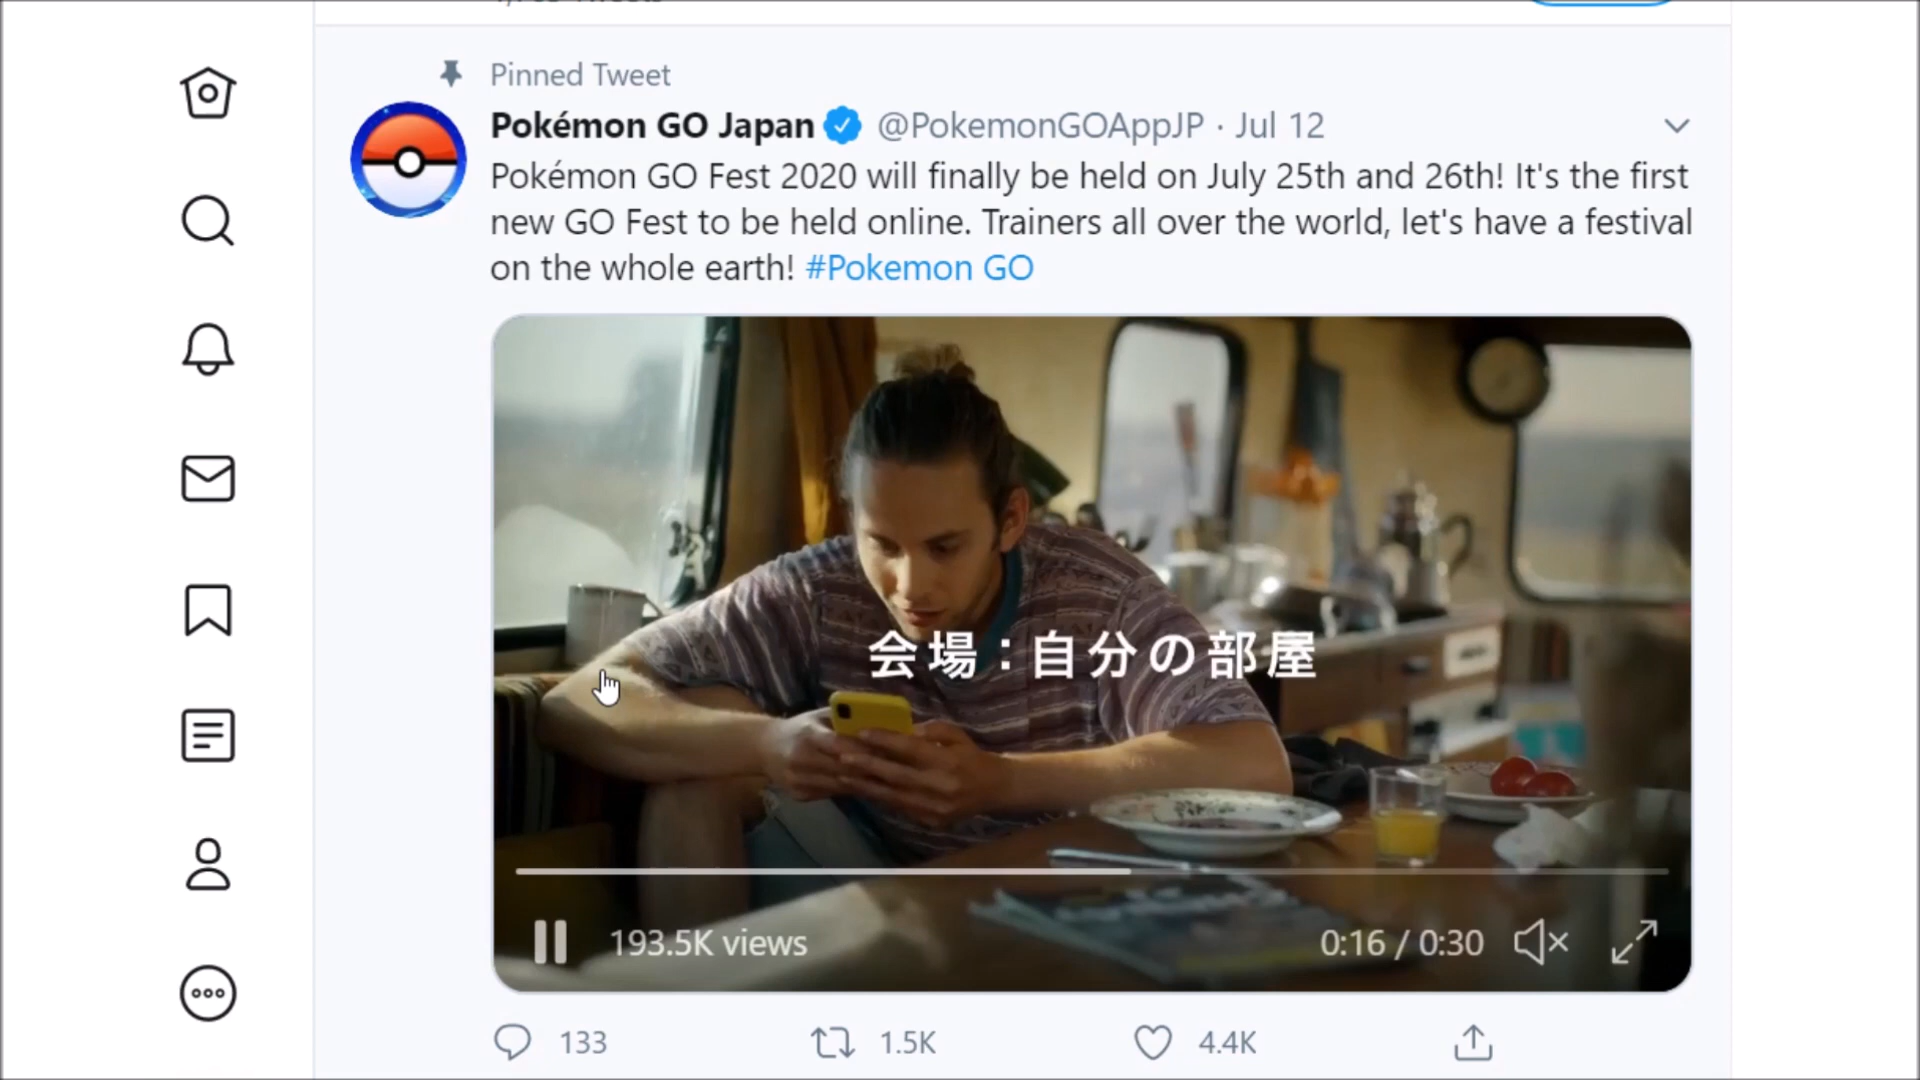 Pinned Tweet
Pokémon GO Japan @PokemonGOAppJP · Jul 12
Pokémon GO Fest 2020 will finally be held on July 25th and 26th! It's the first
new GO Fest to be held online. Trainers all over the world, let's have a festival
on the whole earth! #Pokemon GO
会場：自分の部屋
193.5K views
0:16 / 0:30
133
1.5K
4.4K